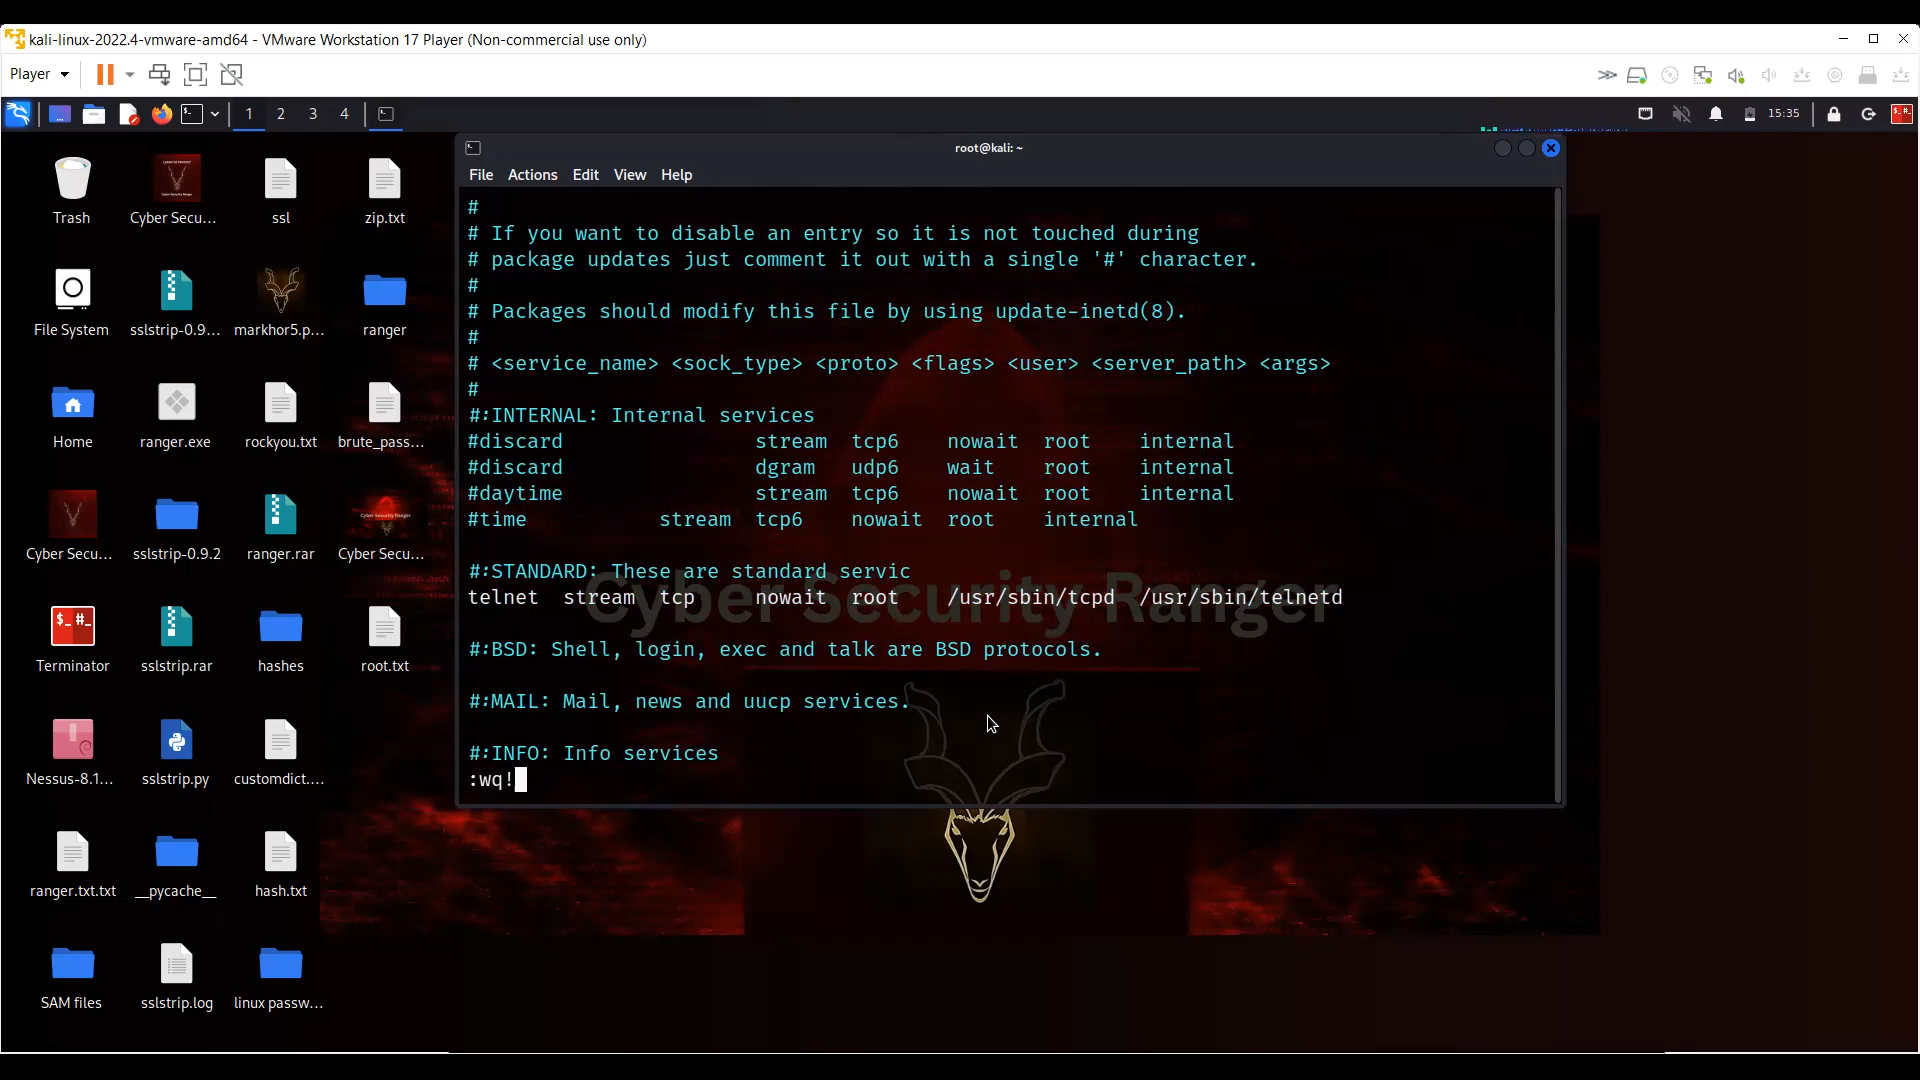 kali-linux-2022.4-vmware-amd64 - VMware Workstation 17 Player (Non-commercial use only)
Player
1 2 3 4
15:35
root@kali: ~
File Actions Edit View Help
#
# If you want to disable an entry so it is not touched during
# package updates just comment it out with a single '#' character.
#
# Packages should modify this file by using update-inetd(8).
#
# <service_name> <sock_type> <proto> <flags> <user> <server_path> <args>
#
#:INTERNAL: Internal services
#discard stream tcp6 nowait root internal
#discard dgram udp6 wait root internal
#daytime stream tcp6 nowait root internal
#time stream tcp6 nowait root internal
#:STANDARD: These are standard servic
telnet stream tcp nowait root /usr/sbin/tcpd /usr/sbin/telnetd
#:BSD: Shell, login, exec and talk are BSD protocols.
#:MAIL: Mail, news and uucp services.
#:INFO: Info services
:wq!
Cyber Security Ranger
Trash Cyber Secu... ssl zip.txt
File System sslstrip-0.9... markhor5.p... ranger
Home ranger.exe rockyou.txt brute_pass...
Cyber Secu... sslstrip-0.9.2 ranger.rar Cyber Secu...
Terminator sslstrip.rar hashes root.txt
Nessus-8.1... sslstrip.py customdict....
ranger.txt.txt __pycache__ hash.txt
SAM files sslstrip.log linux passw...